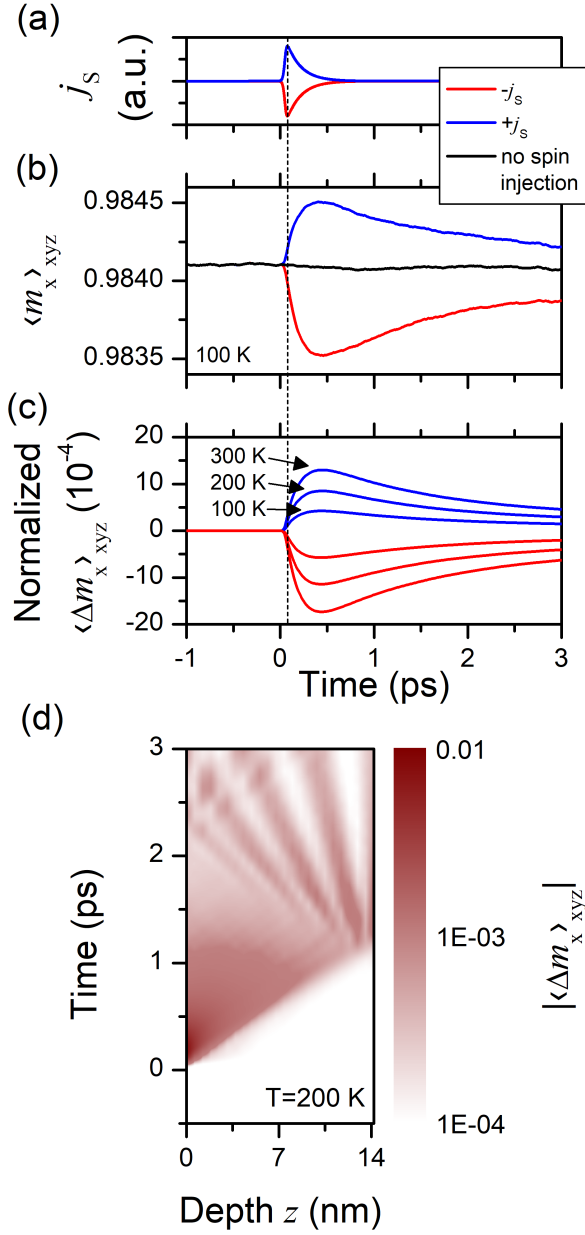 (a)
j_s
(a.u.)
-j_s
+j_s
no spin
injection
(b)
0.9845
0.9840
0.9835
⟨m_x⟩_xyz
100 K
(c)
20
10
0
-10
-20
Normalized
⟨Δm_x⟩_xyz (10^-4)
300 K
200 K
100 K
-1 0 1 2 3
Time (ps)
(d)
3
2
1
0
Time (ps)
T=200 K
0 7 14
Depth z (nm)
0.01
1E-03
1E-04
|⟨Δm_x⟩_xyz|